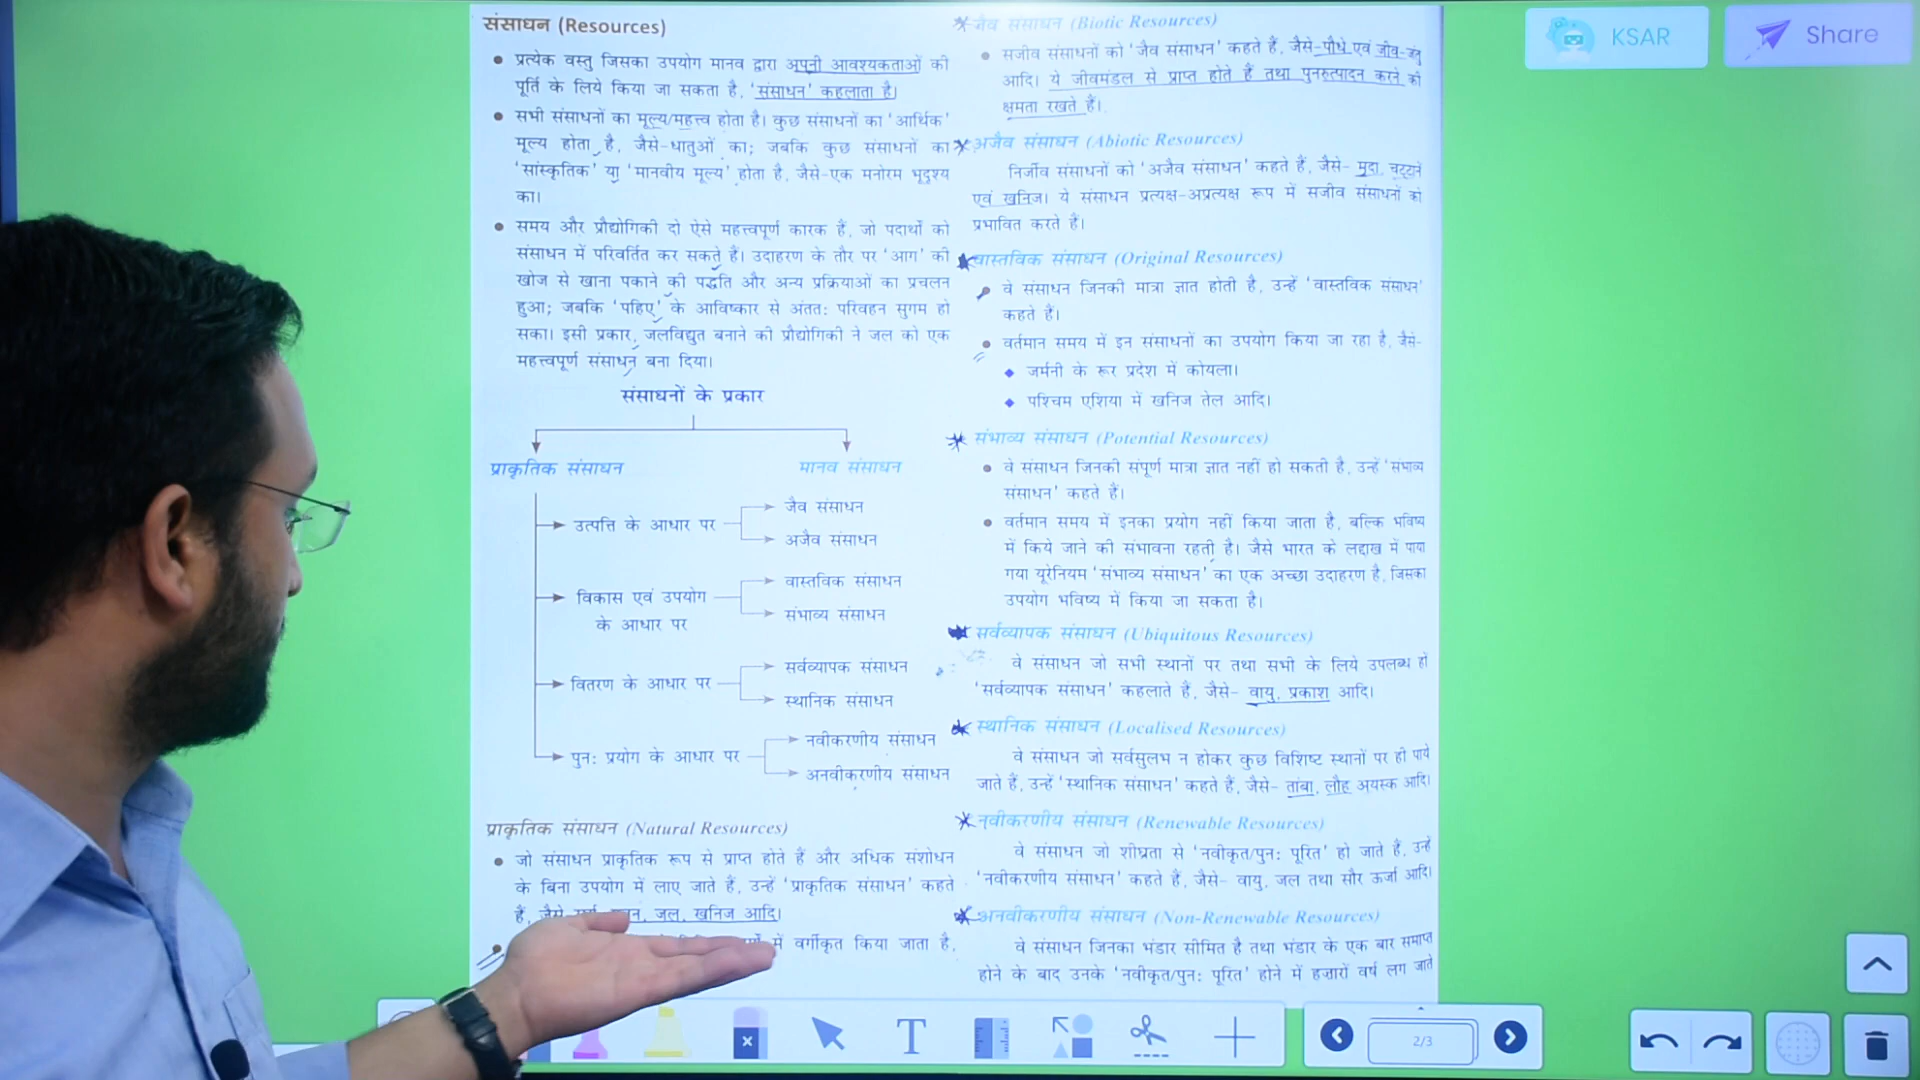 संसाधन (Resources)
प्रत्येक वस्तु जिसका उपयोग मानव द्वारा अपनी आवश्यकताओं की
पूर्ति के लिये किया जा सकता है, 'संसाधन' कहलाता है।
सभी संसाधनों का मूल्य/महत्त्व होता है। कुछ संसाधनों का 'आर्थिक'
मूल्य होता है, जैसे-धातुओं का; जबकि कुछ संसाधनों का
'सांस्कृतिक' या 'मानवीय मूल्य' होता है, जैसे-एक मनोरम भूदृश्य
का।
समय और प्रौद्योगिकी दो ऐसे महत्त्वपूर्ण कारक हैं, जो पदार्थों को
संसाधन में परिवर्तित कर सकते हैं। उदाहरण के तौर पर 'आग' की
खोज से खाना पकाने की पद्धति और अन्य प्रक्रियाओं का प्रचलन
हुआ; जबकि 'पहिए' के आविष्कार से अंततः परिवहन सुगम हो
सका। इसी प्रकार, जलविद्युत बनाने की प्रौद्योगिकी ने जल को एक
महत्त्वपूर्ण संसाधन बना दिया।
संसाधनों के प्रकार
प्राकृतिक संसाधन
मानव संसाधन
उत्पत्ति के आधार पर
जैव संसाधन
अजैव संसाधन
विकास एवं उपयोग
के आधार पर
वास्तविक संसाधन
संभाव्य संसाधन
वितरण के आधार पर
सर्वव्यापक संसाधन
स्थानिक संसाधन
पुनः प्रयोग के आधार पर
नवीकरणीय संसाधन
अनवीकरणीय संसाधन
प्राकृतिक संसाधन (Natural Resources)
जो संसाधन प्राकृतिक रूप से प्राप्त होते हैं और अधिक संशोधन
के बिना उपयोग में लाए जाते हैं, उन्हें 'प्राकृतिक संसाधन' कहते
हैं, जैसे जल, खनिज आदि।
में वर्गीकृत किया जाता है,
जैव संसाधन (Biotic Resources)
सजीव संसाधनों को 'जैव संसाधन' कहते हैं, जैसे-पौधे एवं जीव-जंतु
आदि। ये जीवमंडल से प्राप्त होते हैं तथा पुनरुत्पादन करने की
क्षमता रखते हैं।
अजैव संसाधन (Abiotic Resources)
निर्जीव संसाधनों को 'अजैव संसाधन' कहते हैं, जैसे- मृदा, चट्टानें
एवं खनिज। ये संसाधन प्रत्यक्ष-अप्रत्यक्ष रूप में सजीव संसाधनों को
प्रभावित करते हैं।
वास्तविक संसाधन (Original Resources)
वे संसाधन जिनकी मात्रा ज्ञात होती है, उन्हें 'वास्तविक संसाधन'
कहते हैं।
वर्तमान समय में इन संसाधनों का उपयोग किया जा रहा है, जैसे-
जर्मनी के रूर प्रदेश में कोयला।
पश्चिम एशिया में खनिज तेल आदि।
संभाव्य संसाधन (Potential Resources)
वे संसाधन जिनकी संपूर्ण मात्रा ज्ञात नहीं हो सकती है, उन्हें 'संभाव्य
संसाधन' कहते हैं।
वर्तमान समय में इनका प्रयोग नहीं किया जाता है, बल्कि भविष्य
में किये जाने की संभावना रहती है। जैसे भारत के लद्दाख में पाया
गया यूरेनियम 'संभाव्य संसाधन' का एक अच्छा उदाहरण है, जिसका
उपयोग भविष्य में किया जा सकता है।
सर्वव्यापक संसाधन (Ubiquitous Resources)
वे संसाधन जो सभी स्थानों पर तथा सभी के लिये उपलब्ध हों
'सर्वव्यापक संसाधन' कहलाते हैं, जैसे- वायु, प्रकाश आदि।
स्थानिक संसाधन (Localised Resources)
वे संसाधन जो सर्वसुलभ न होकर कुछ विशिष्ट स्थानों पर ही पाये
जाते हैं, उन्हें 'स्थानिक संसाधन' कहते हैं, जैसे- तांबा, लौह अयस्क आदि।
नवीकरणीय संसाधन (Renewable Resources)
वे संसाधन जो शीघ्रता से 'नवीकृत/पुनः पूरित' हो जाते हैं, उन्हें
'नवीकरणीय संसाधन' कहते हैं, जैसे- वायु, जल तथा सौर ऊर्जा आदि।
अनवीकरणीय संसाधन (Non-Renewable Resources)
वे संसाधन जिनका भंडार सीमित है तथा भंडार के एक बार समाप्त
होने के बाद उनके 'नवीकृत/पुनः पूरित' होने में हज़ारों वर्ष लग जाते
KSAR
Share
T
2/3